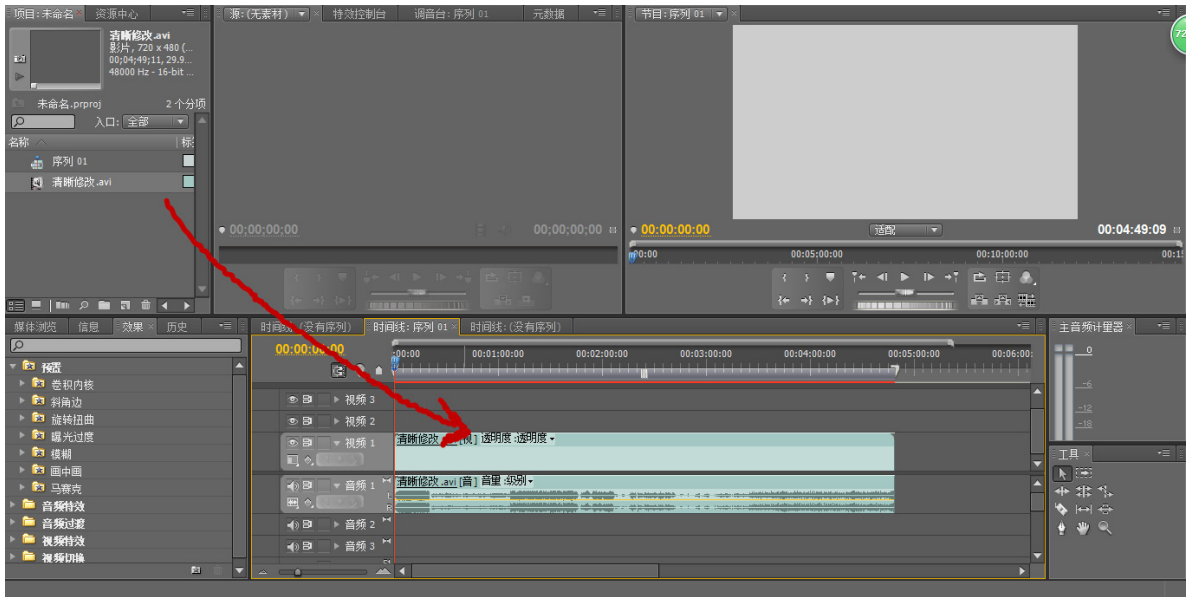 项目:未命名 × 资源中心
清晰修改.avi
影片, 720 x 480 (...
00;04;49;11, 29.9...
48000 Hz - 16-bit ...
未命名.prproj 2 个分项
入口: 全部
名称
序列 01
清晰修改.avi
源:(无素材) × 特效控制台 调音台: 序列 01 元数据
00;00;00;00 00;00;00;00
节目: 序列 01 ×
72
00:00:00:00 适配 00:04:49:09
00:00 00:05:00:00 00:10:00:00
媒体浏览 信息 效果 × 历史
预置
卷积内核
斜角边
旋转扭曲
曝光过度
模糊
画中画
马赛克
音频特效
音频过渡
视频特效
视频切换
时间线: (没有序列) 时间线: 序列 01 × 时间线: (没有序列)
00:00:00:00
:00:00 00:01:00:00 00:02:00:00 00:03:00:00 00:04:00:00 00:05:00:00 00:06:00:
视频 3
视频 2
视频 1 清晰修改 [视] 透明度:透明度
音频 1 清晰修改.avi [音] 音量:级别
L
R
音频 2
音频 3
主音频计量器 ×
0
-6
-12
-18
工具 ×